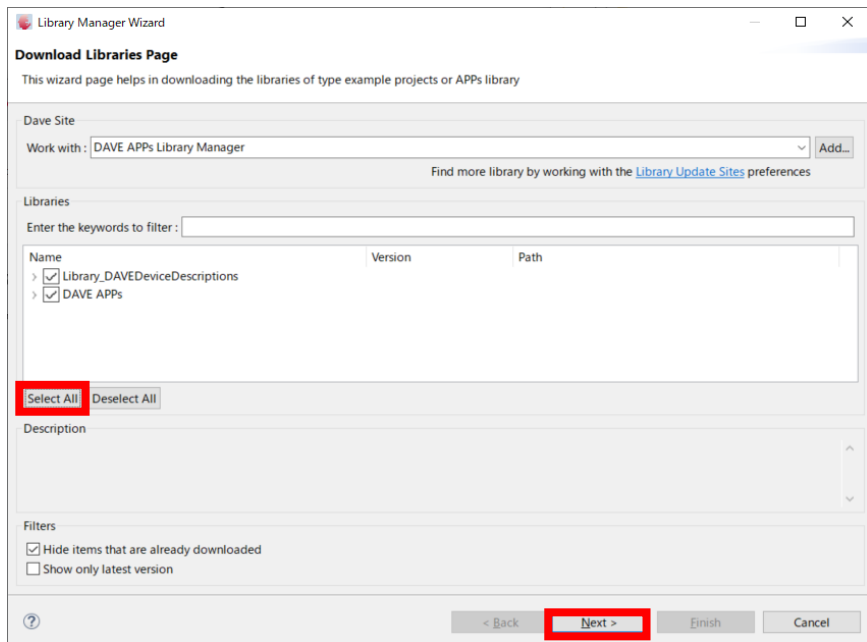 Library Manager Wizard
Download Libraries Page
This wizard page helps in downloading the libraries of type example projects or APPs library
Dave Site
Work with : DAVE APPs Library Manager Add...
Find more library by working with the Library Update Sites preferences
Libraries
Enter the keywords to filter :
Name Version Path
Library_DAVEDeviceDescriptions
DAVE APPs
Select All Deselect All
Description
Filters
Hide items that are already downloaded
Show only latest version
? < Back Next > Finish Cancel